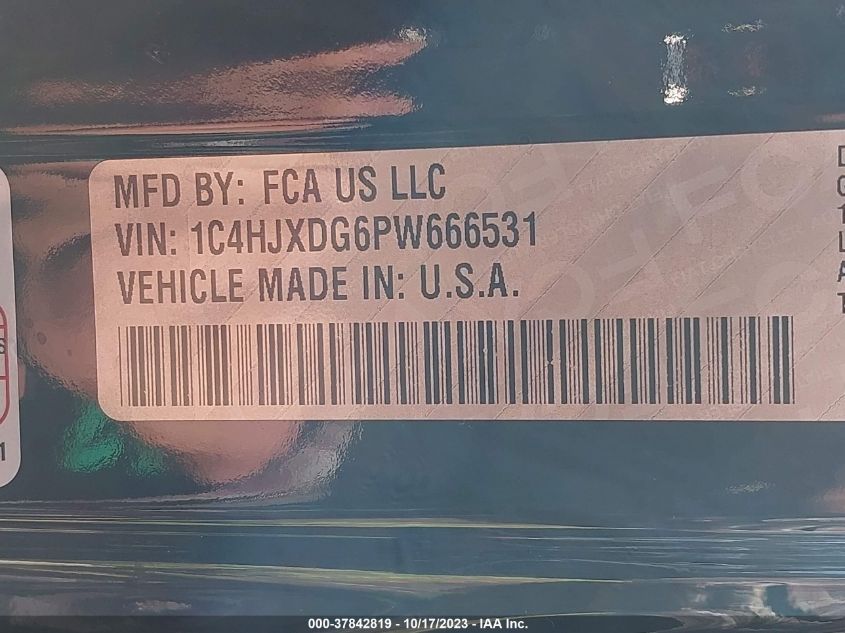 MFD BY: FCA US LLC
VIN: 1C4HJXDG6PW666531
VEHICLE MADE IN: U.S.A.
000-37842819 - 10/17/2023 - IAA Inc.